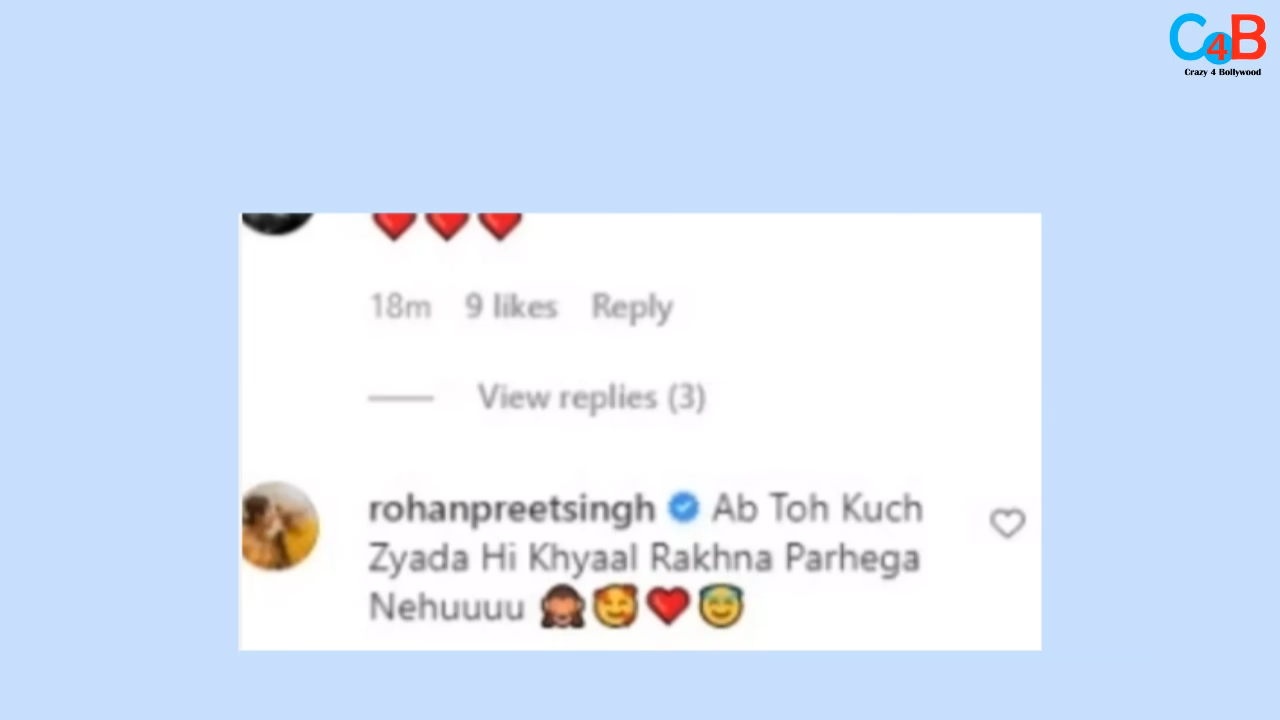 C4B
Crazy 4 Bollywood
❤️❤️❤️
18m 9 likes Reply
View replies (3)
rohanpreetsingh Ab Toh Kuch
Zyada Hi Khyaal Rakhna Parhega
Nehuuuu 🙈🥰❤️😇